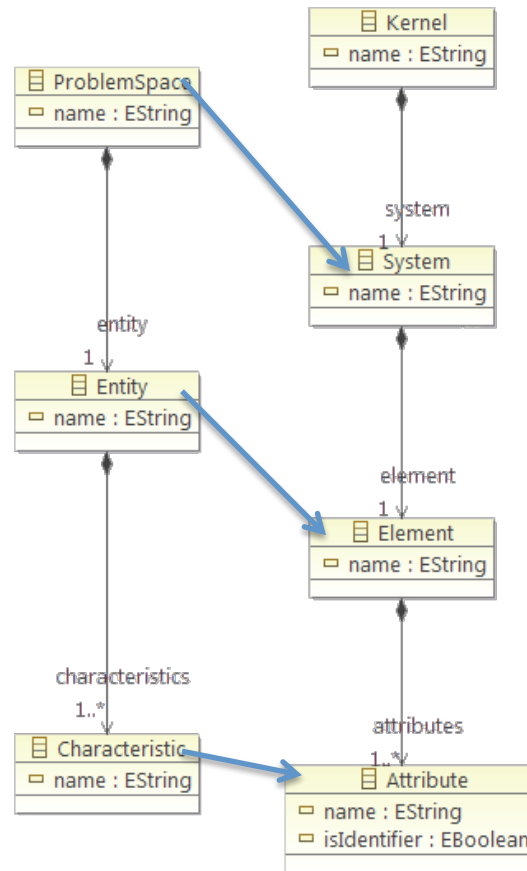 Kernel
name : EString
ProblemSpace
name : EString
system
1
System
name : EString
entity
1
Entity
name : EString
element
1
Element
name : EString
characteristics
1..*
attributes
1..*
Characteristic
name : EString
Attribute
name : EString
isIdentifier : EBoolean